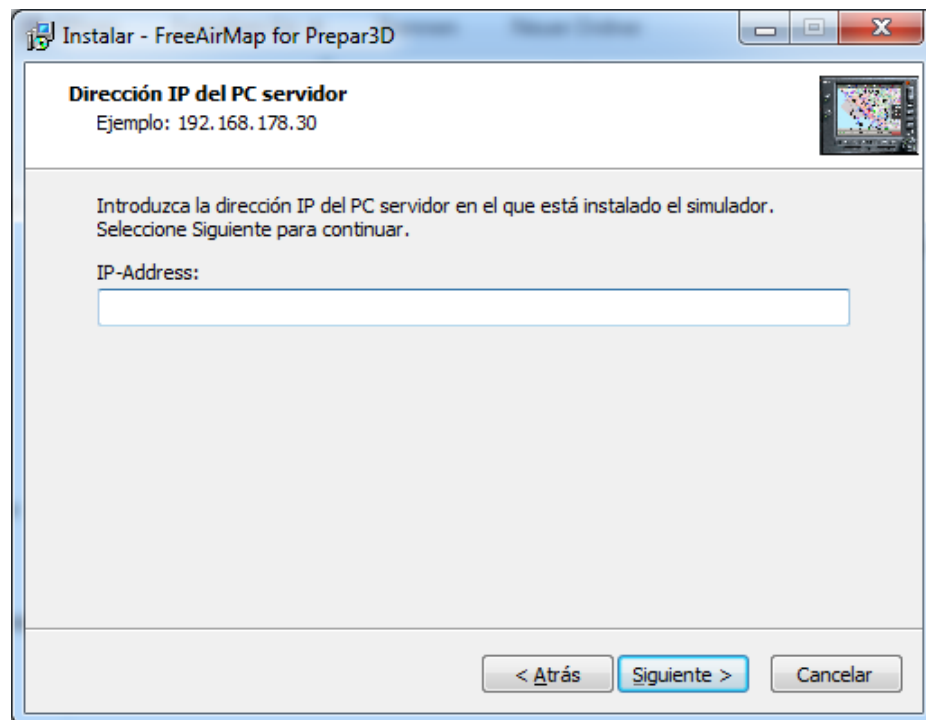 Instalar - FreeAirMap for Prepar3D
Dirección IP del PC servidor
Ejemplo: 192.168.178.30
Introduzca la dirección IP del PC servidor en el que está instalado el simulador.
Seleccione Siguiente para continuar.
IP-Address:
< Atrás
Siguiente >
Cancelar